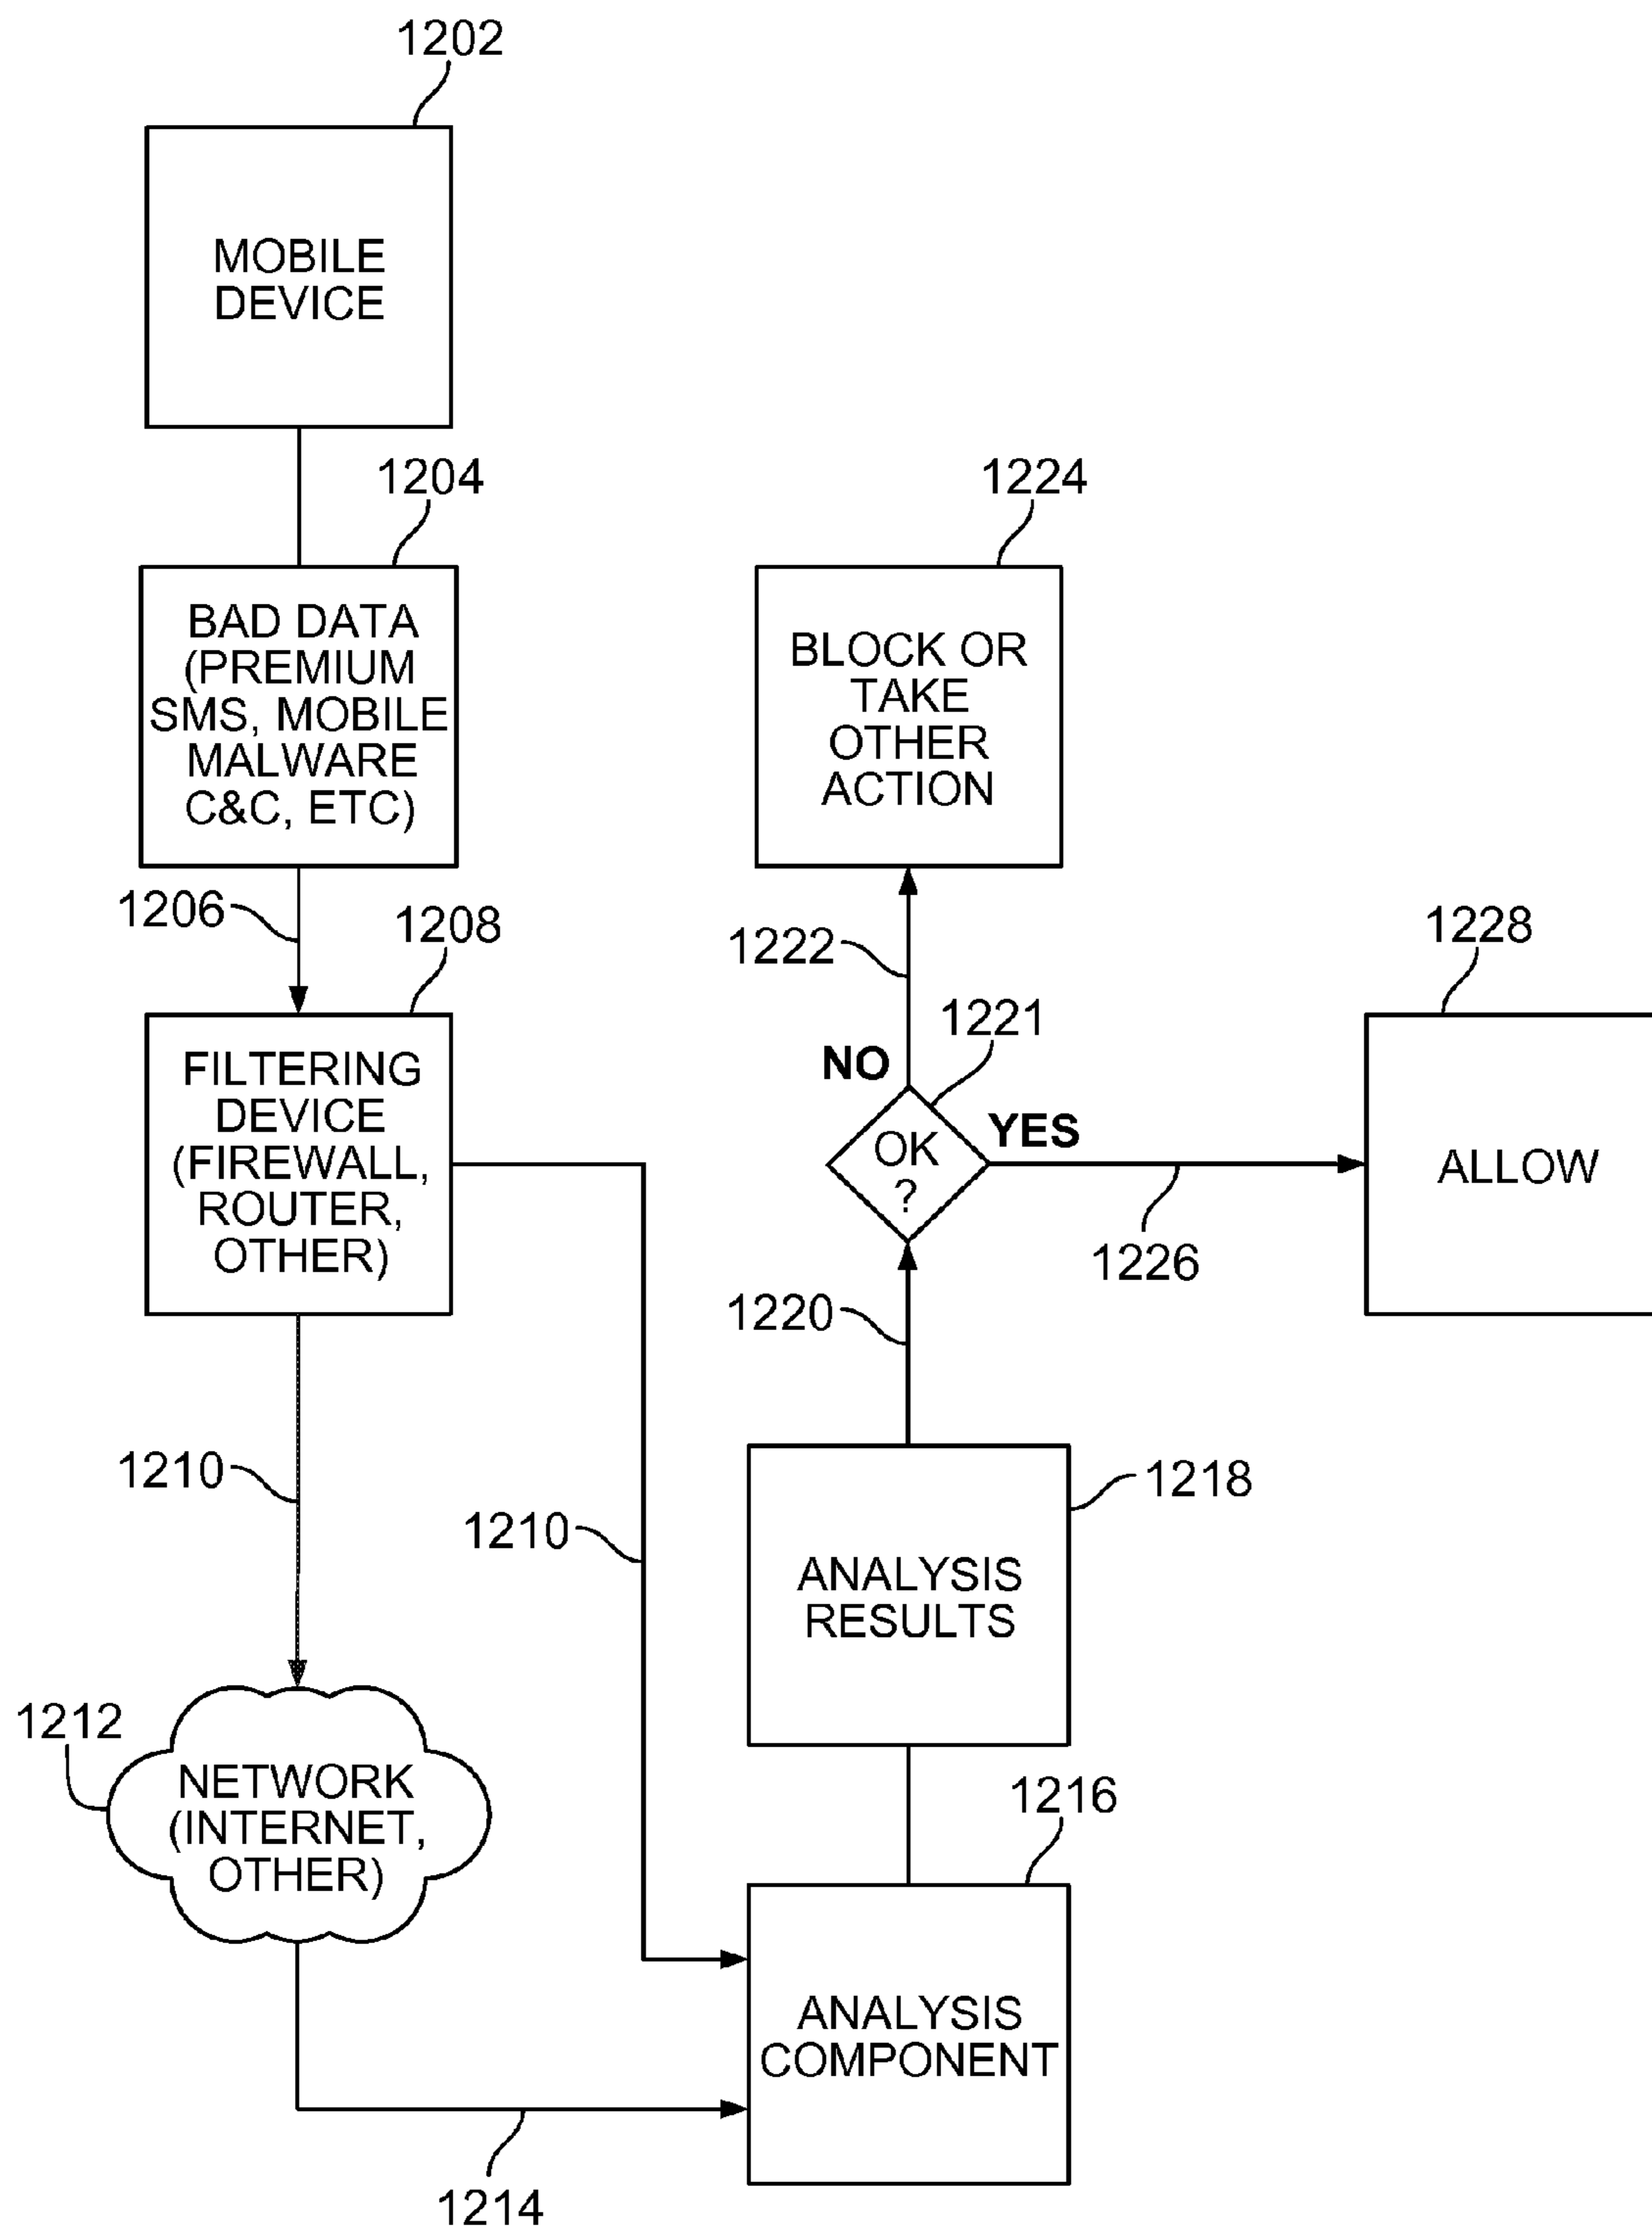 1202
MOBILE
DEVICE
1204
BAD DATA
(PREMIUM
SMS, MOBILE
MALWARE
C&C, ETC)
1206
1208
FILTERING
DEVICE
(FIREWALL,
ROUTER,
OTHER)
1210
1210
1212
NETWORK
(INTERNET,
OTHER)
1214
1216
ANALYSIS
COMPONENT
1218
ANALYSIS
RESULTS
1220
1221
OK
?
NO
1222
1224
BLOCK OR
TAKE
OTHER
ACTION
YES
1226
1228
ALLOW